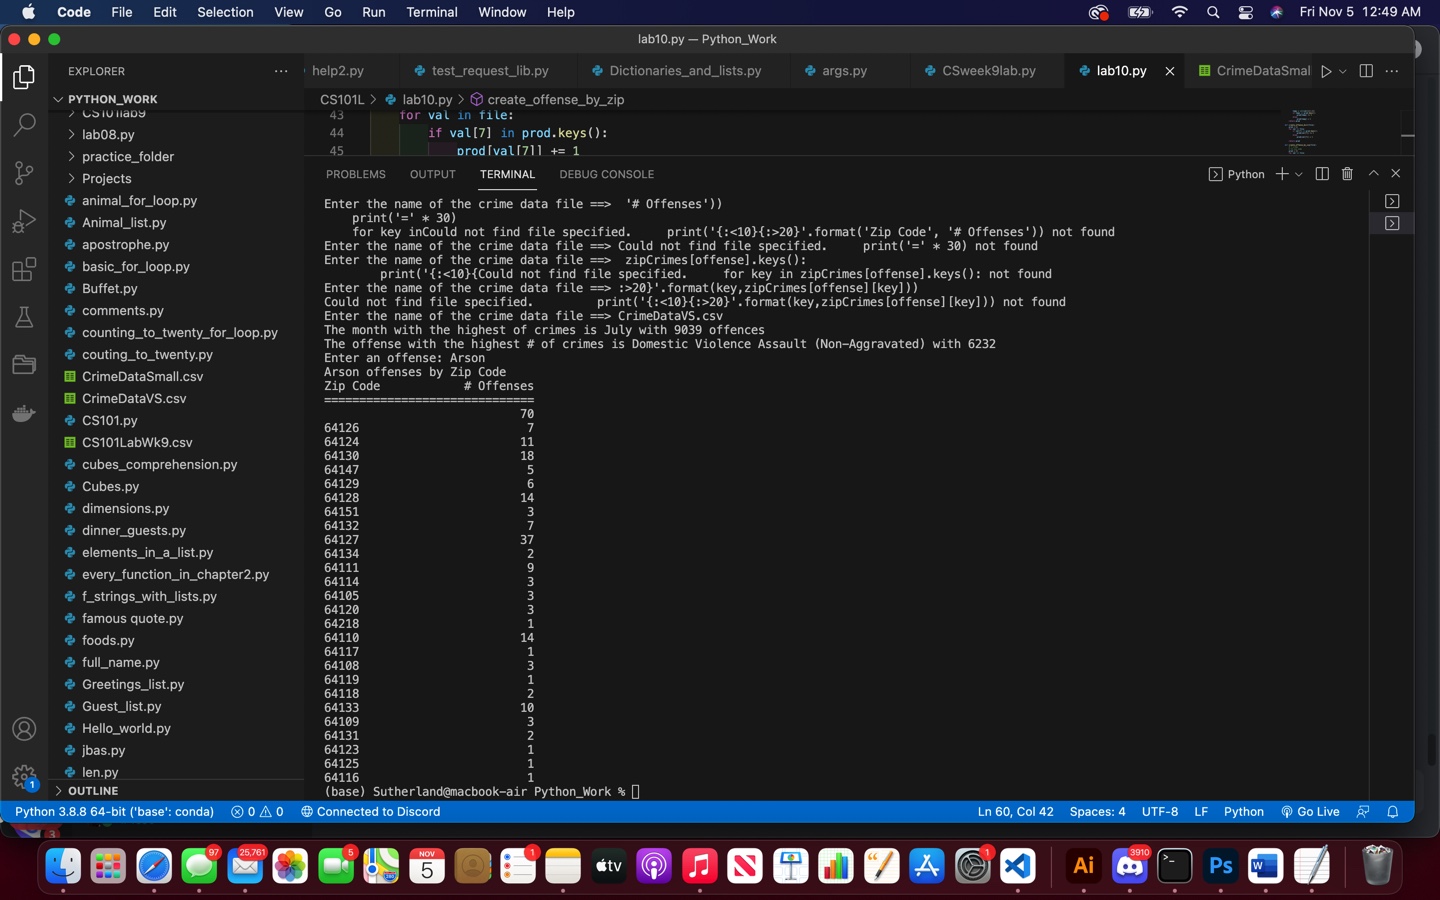 Code File Edit Selection View Go Run Terminal Window Help Fri Nov 5 12:49 AM
lab10.py — Python_Work
EXPLORER help2.py test_request_lib.py Dictionaries_and_lists.py args.py CSweek9lab.py lab10.py CrimeDataSmal
PYTHON_WORK
CS101L > lab10.py > create_offense_by_zip
CS101lab9
lab08.py
practice_folder
Projects
animal_for_loop.py
Animal_list.py
apostrophe.py
basic_for_loop.py
Buffet.py
comments.py
counting_to_twenty_for_loop.py
couting_to_twenty.py
CrimeDataSmall.csv
CrimeDataVS.csv
CS101.py
CS101LabWk9.csv
cubes_comprehension.py
Cubes.py
dimensions.py
dinner_guests.py
elements_in_a_list.py
every_function_in_chapter2.py
f_strings_with_lists.py
famous quote.py
foods.py
full_name.py
Greetings_list.py
Guest_list.py
Hello_world.py
jbas.py
len.py
OUTLINE
43 for val in file:
44 if val[7] in prod.keys():
45 prod[val[7]] += 1
PROBLEMS OUTPUT TERMINAL DEBUG CONSOLE Python
Enter the name of the crime data file ==> '# Offenses'))
print('=' * 30)
for key inCould not find file specified. print('{:<10}{:>20}'.format('Zip Code', '# Offenses')) not found
Enter the name of the crime data file ==> Could not find file specified. print('=' * 30) not found
Enter the name of the crime data file ==> zipCrimes[offense].keys():
print('{:<10}{Could not find file specified. for key in zipCrimes[offense].keys(): not found
Enter the name of the crime data file ==> :>20}'.format(key,zipCrimes[offense][key]))
Could not find file specified. print('{:<10}{:>20}'.format(key,zipCrimes[offense][key])) not found
Enter the name of the crime data file ==> CrimeDataVS.csv
The month with the highest of crimes is July with 9039 offences
The offense with the highest # of crimes is Domestic Violence Assault (Non-Aggravated) with 6232
Enter an offense: Arson
Arson offenses by Zip Code
Zip Code # Offenses
==============================
70
64126 7
64124 11
64130 18
64147 5
64129 6
64128 14
64151 3
64132 7
64127 37
64134 2
64111 9
64114 3
64105 3
64120 3
64218 1
64110 14
64117 1
64108 3
64119 1
64118 2
64133 10
64109 3
64131 2
64123 1
64125 1
64116 1
(base) Sutherland@macbook-air Python_Work %
1
Python 3.8.8 64-bit ('base': conda) 0 0 Connected to Discord Ln 60, Col 42 Spaces: 4 UTF-8 LF Python Go Live
3
97 25,761 5 NOV 5 1 tv 1 Ai 3910 >_ Ps W